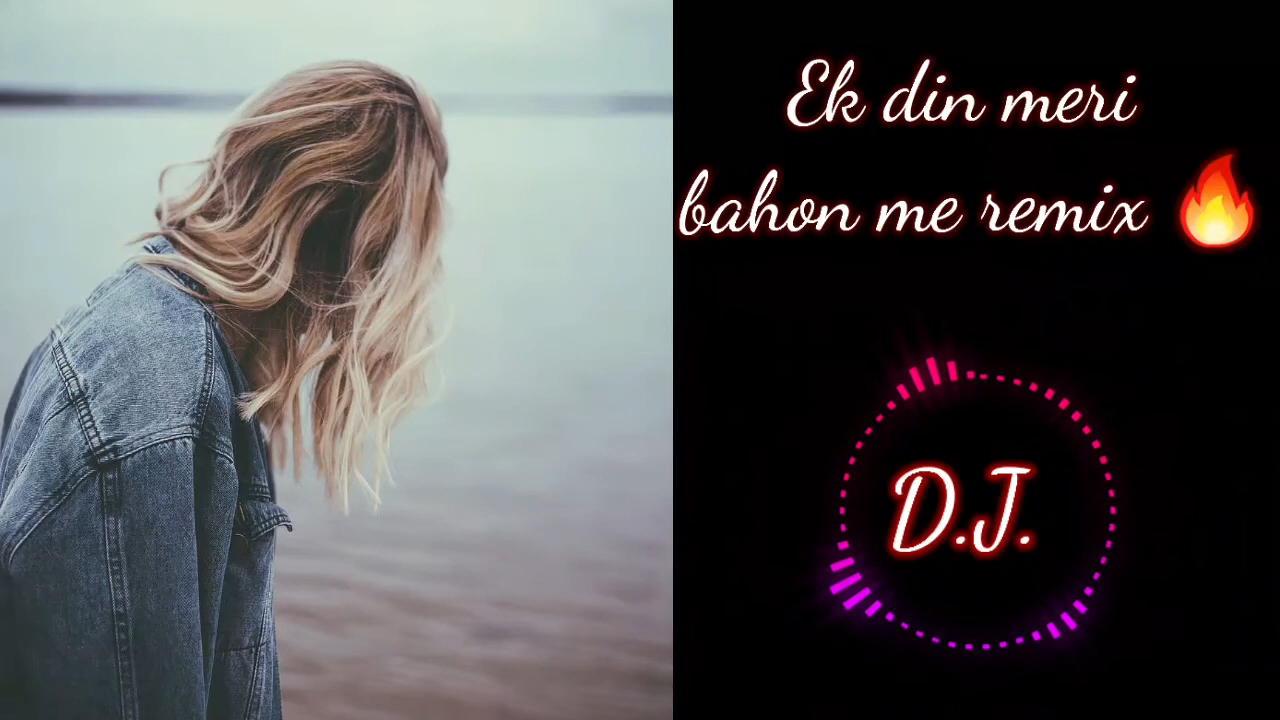 Ek din meri
bahon me remix 🔥
D.J.